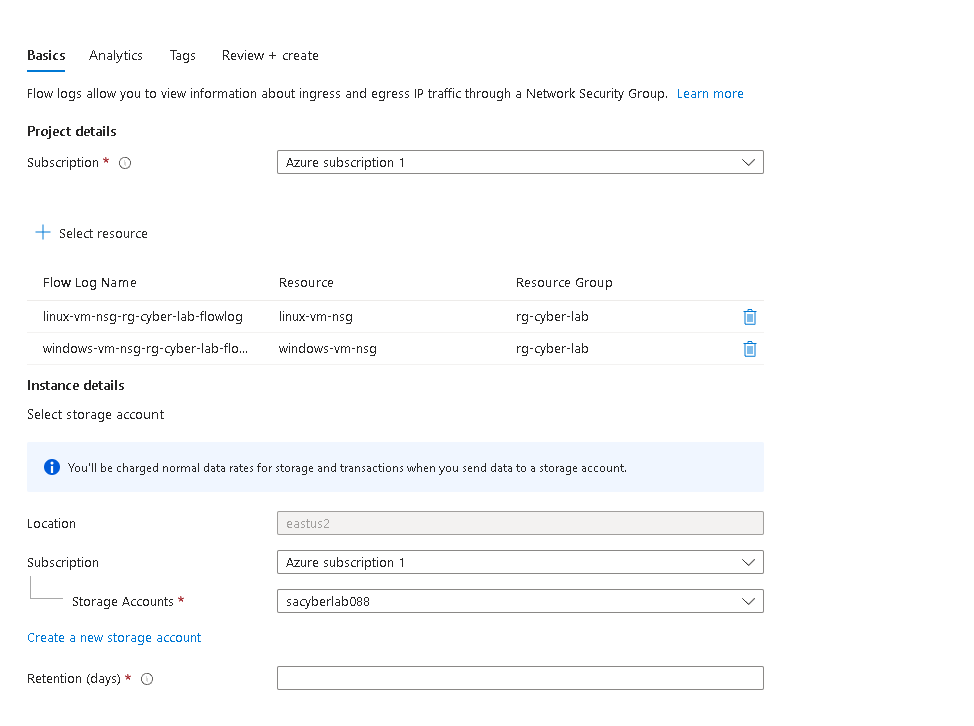 Basics Analytics Tags Review + create
Flow logs allow you to view information about ingress and egress IP traffic through a Network Security Group. Learn more
Project details
Subscription * Azure subscription 1
Select resource
Flow Log Name Resource Resource Group
linux-vm-nsg-rg-cyber-lab-flowlog linux-vm-nsg rg-cyber-lab
windows-vm-nsg-rg-cyber-lab-flo... windows-vm-nsg rg-cyber-lab
Instance details
Select storage account
You'll be charged normal data rates for storage and transactions when you send data to a storage account.
Location eastus2
Subscription Azure subscription 1
Storage Accounts * sacyberlab088
Create a new storage account
Retention (days) *